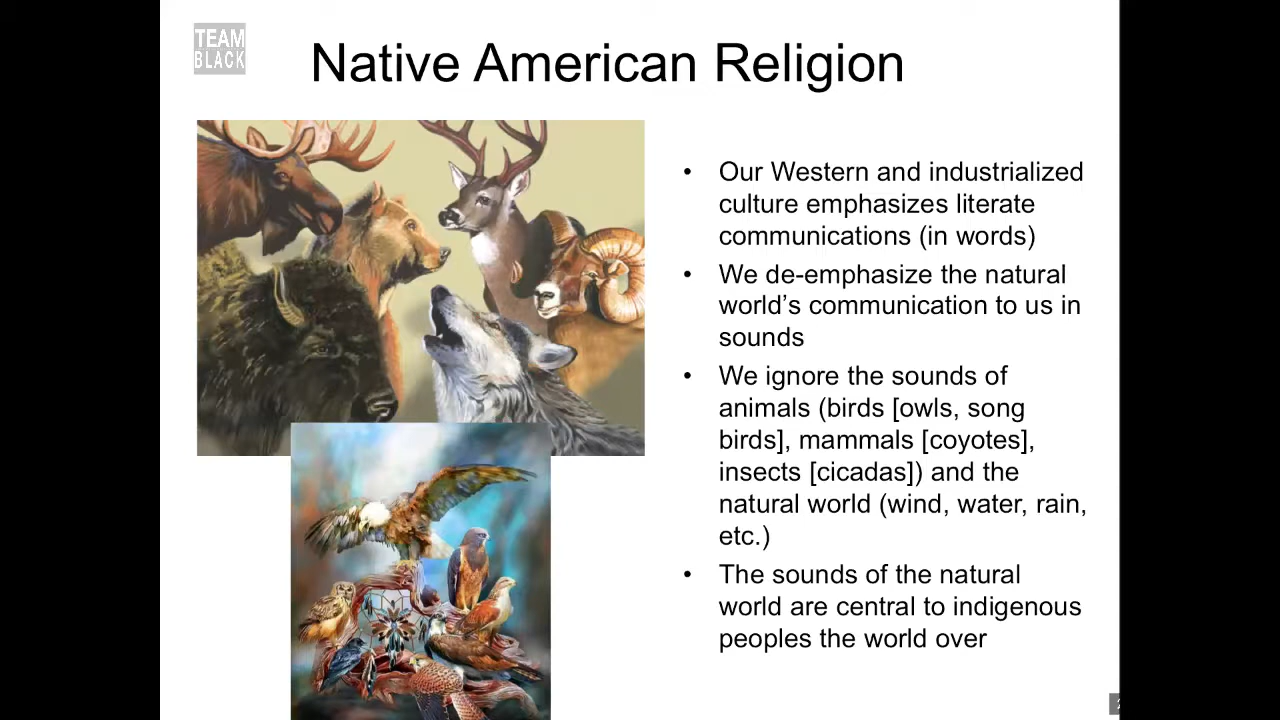 TEAM
BLACK
Native American Religion
• Our Western and industrialized
culture emphasizes literate
communications (in words)
• We de-emphasize the natural
world’s communication to us in
sounds
• We ignore the sounds of
animals (birds [owls, song
birds], mammals [coyotes],
insects [cicadas]) and the
natural world (wind, water, rain,
etc.)
• The sounds of the natural
world are central to indigenous
peoples the world over